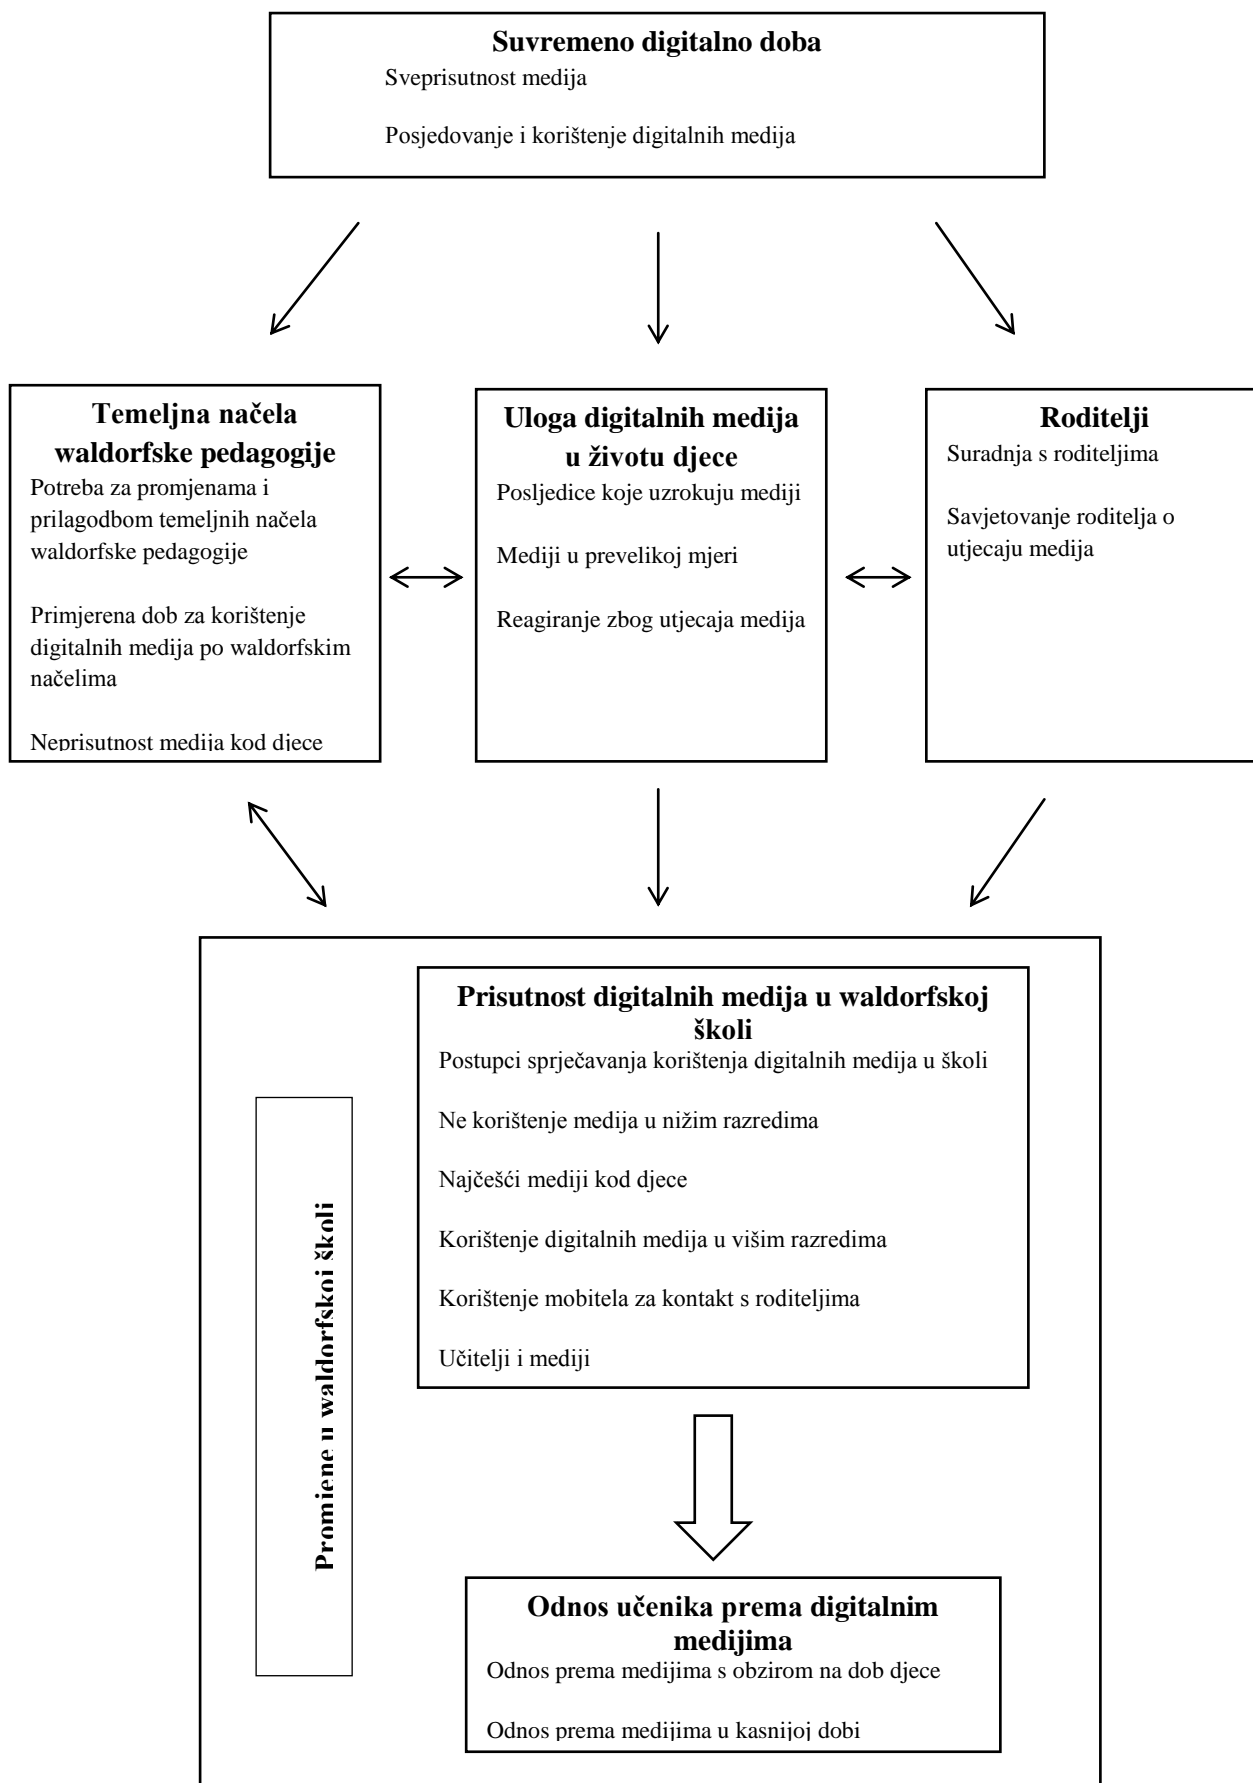 Suvremeno digitalno doba
Sveprisutnost medija
Posjedovanje i korištenje digitalnih medija
Temeljna načela
waldorfske pedagogije
Potreba za promjenama i
prilagodbom temeljnih načela
waldorfske pedagogije
Primjerena dob za korištenje
digitalnih medija po waldorfskim
načelima
Neprisutnost medija kod djece
Uloga digitalnih medija
u životu djece
Posljedice koje uzrokuju mediji
Mediji u prevelikoj mjeri
Reagiranje zbog utjecaja medija
Roditelji
Suradnja s roditeljima
Savjetovanje roditelja o
utjecaju medija
Promjene u waldorfskoj školi
Prisutnost digitalnih medija u waldorfskoj
školi
Postupci sprječavanja korištenja digitalnih medija u školi
Ne korištenje medija u nižim razredima
Najčešći mediji kod djece
Korištenje digitalnih medija u višim razredima
Korištenje mobitela za kontakt s roditeljima
Učitelji i mediji
Odnos učenika prema digitalnim
medijima
Odnos prema medijima s obzirom na dob djece
Odnos prema medijima u kasnijoj dobi